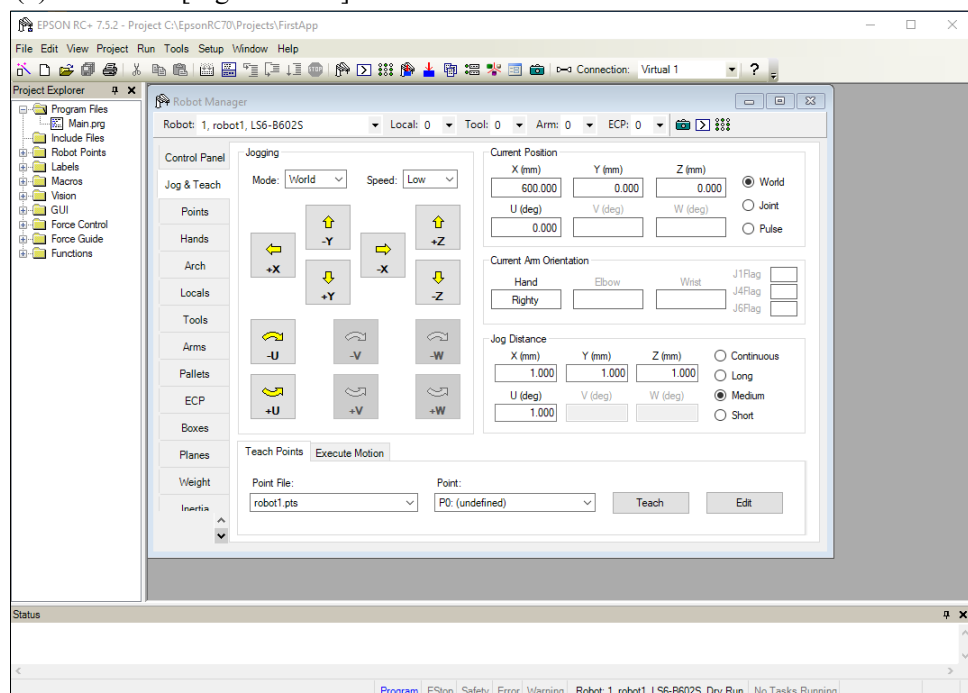 EPSON RC+ 7.5.2 - Project C:\EpsonRC70\Projects\FirstApp
File Edit View Project Run Tools Setup Window Help
Connection: Virtual 1
Project Explorer
Program Files
Main.prg
Include Files
Robot Points
Labels
Macros
Vision
GUI
Force Control
Force Guide
Functions
Robot Manager
Robot: 1, robot1, LS6-B602S Local: 0 Tool: 0 Arm: 0 ECP: 0
Control Panel
Jog & Teach
Points
Hands
Arch
Locals
Tools
Arms
Pallets
ECP
Boxes
Planes
Weight
Inertia
Jogging
Mode: World Speed: Low
-Y +Z
+X -X
+Y -Z
-U -V -W
+U +V +W
Current Position
X (mm) Y (mm) Z (mm)
600.000 0.000 0.000
U (deg) V (deg) W (deg)
0.000
World
Joint
Pulse
Current Arm Orientation
Hand Elbow Wrist
Righty
J1Flag
J4Flag
J6Flag
Jog Distance
X (mm) Y (mm) Z (mm)
1.000 1.000 1.000
U (deg) V (deg) W (deg)
1.000
Continuous
Long
Medium
Short
Teach Points Execute Motion
Point File: Point:
robot1.pts P0: (undefined) Teach Edit
Status
Program EStop Safety Error Warning Robot: 1, robot1, LS6-B602S, Dry Run No Tasks Running